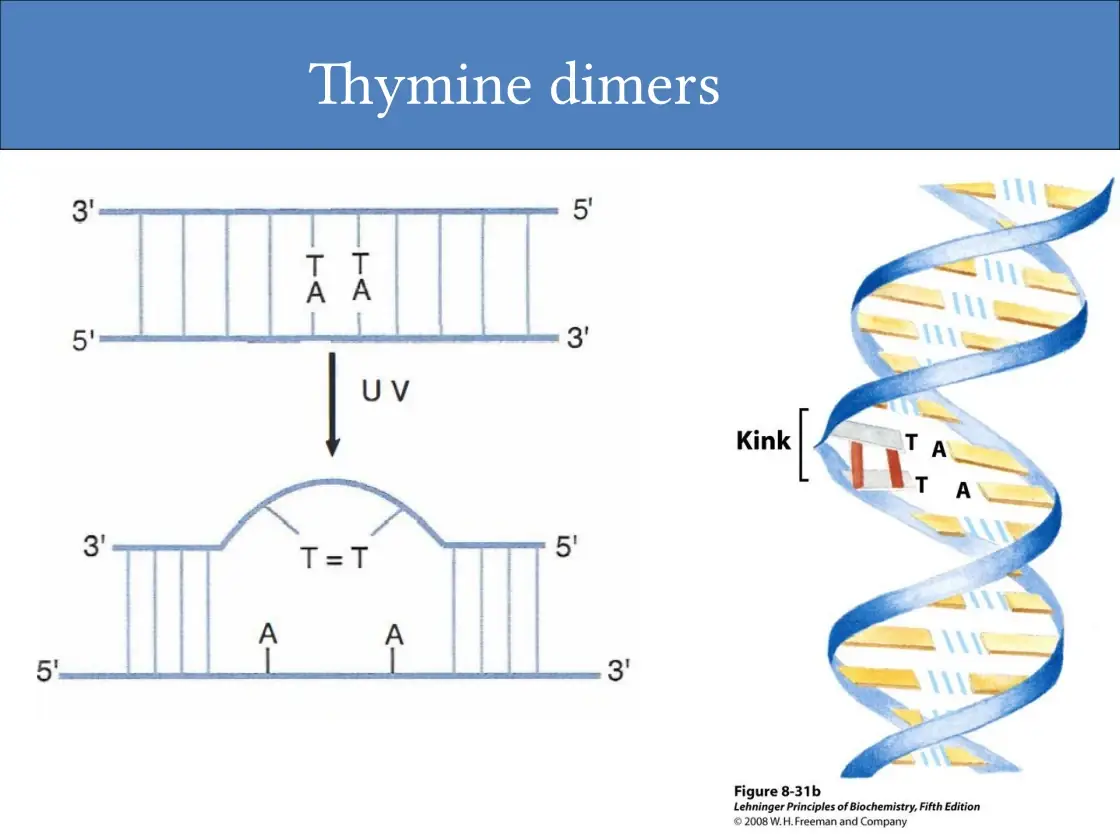 Thymine dimers
3' 5'
T T
A A
5' 3'
U V
3' 5'
T = T
A A
5' 3'
Kink
T A
T A
Figure 8-31b
Lehninger Principles of Biochemistry, Fifth Edition
© 2008 W. H. Freeman and Company